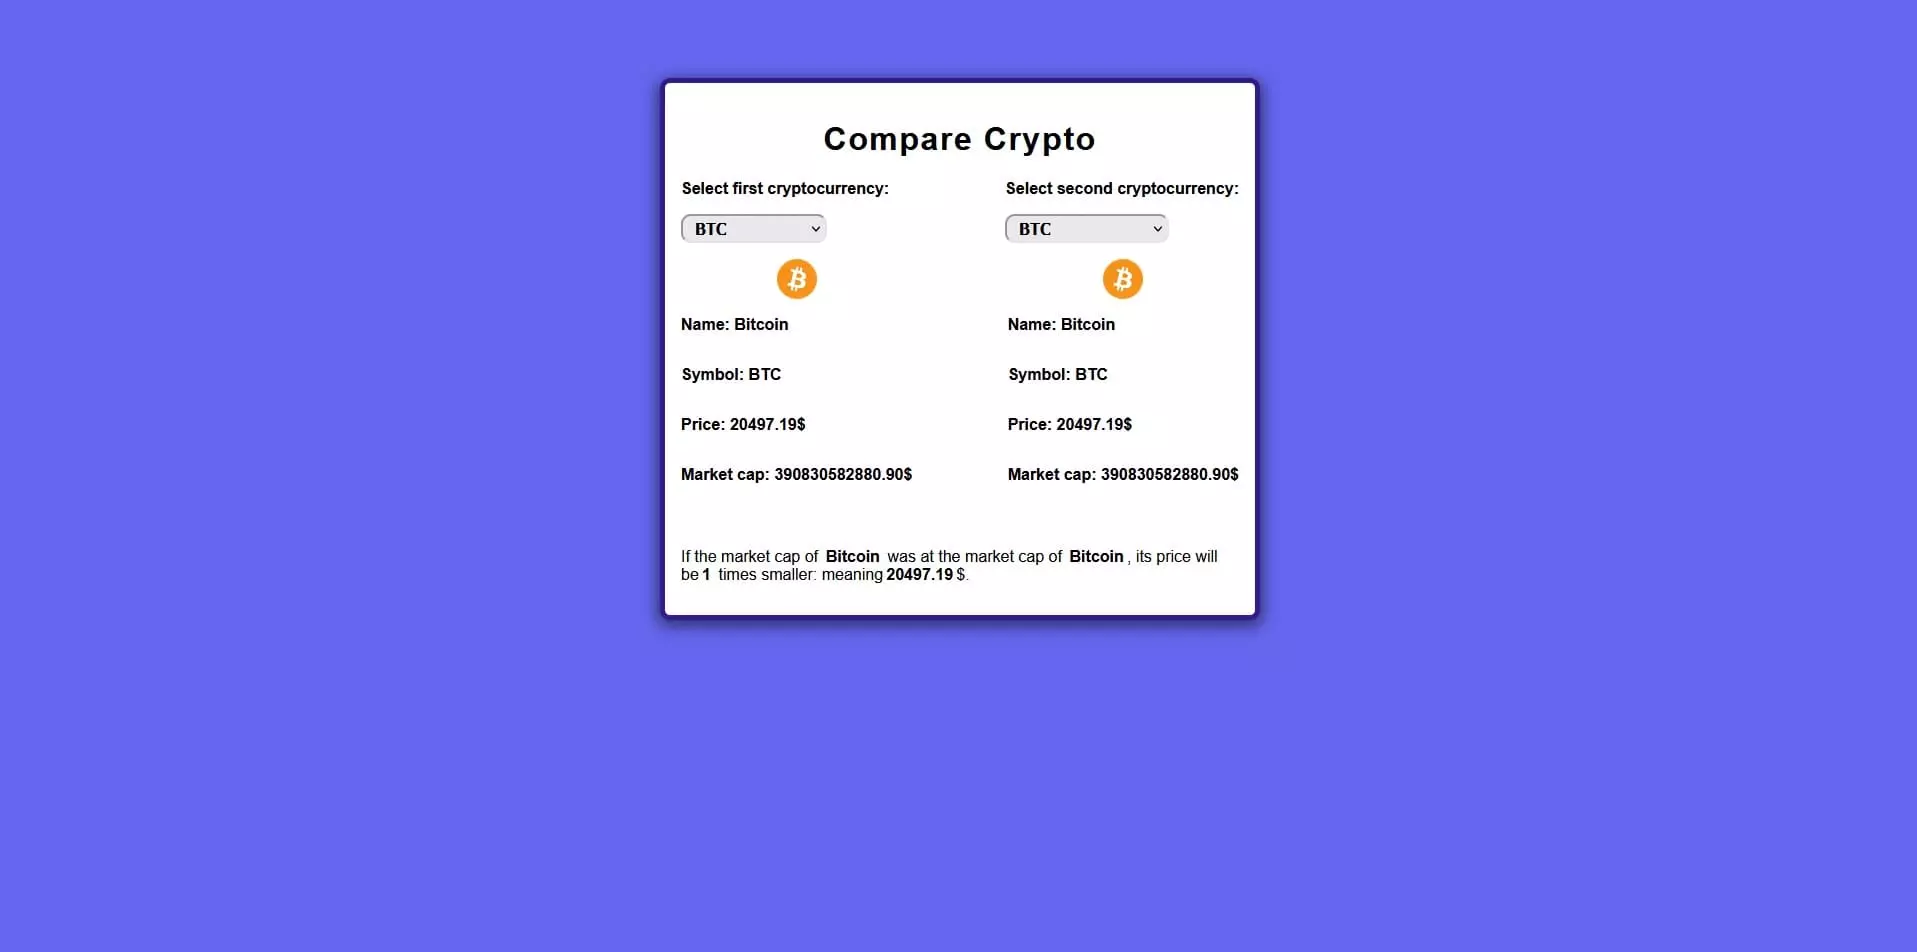 Compare Crypto
Select first cryptocurrency:
Select second cryptocurrency:
BTC
BTC
Name: Bitcoin
Name: Bitcoin
Symbol: BTC
Symbol: BTC
Price: 20497.19$
Price: 20497.19$
Market cap: 390830582880.90$
Market cap: 390830582880.90$
If the market cap of Bitcoin was at the market cap of Bitcoin , its price will
be 1 times smaller: meaning 20497.19 $.